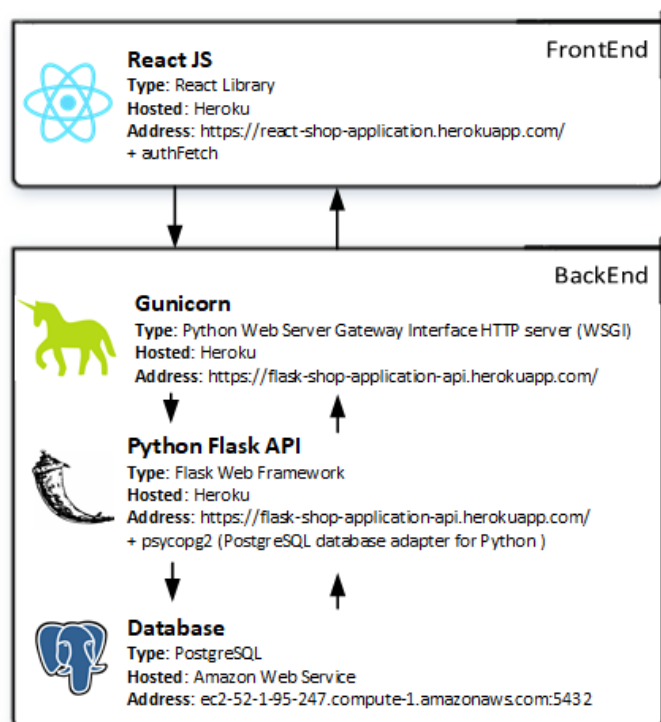 FrontEnd
React JS
Type: React Library
Hosted: Heroku
Address: https://react-shop-application.herokuapp.com/
+ authFetch
BackEnd
Gunicorn
Type: Python Web Server Gateway Interface HTTP server (WSGI)
Hosted: Heroku
Address: https://flask-shop-application-api.herokuapp.com/
Python Flask API
Type: Flask Web Framework
Hosted: Heroku
Address: https://flask-shop-application-api.herokuapp.com/
+ psycopg2 (PostgreSQL database adapter for Python )
Database
Type: PostgreSQL
Hosted: Amazon Web Service
Address: ec2-52-1-95-247.compute-1.amazonaws.com:5432